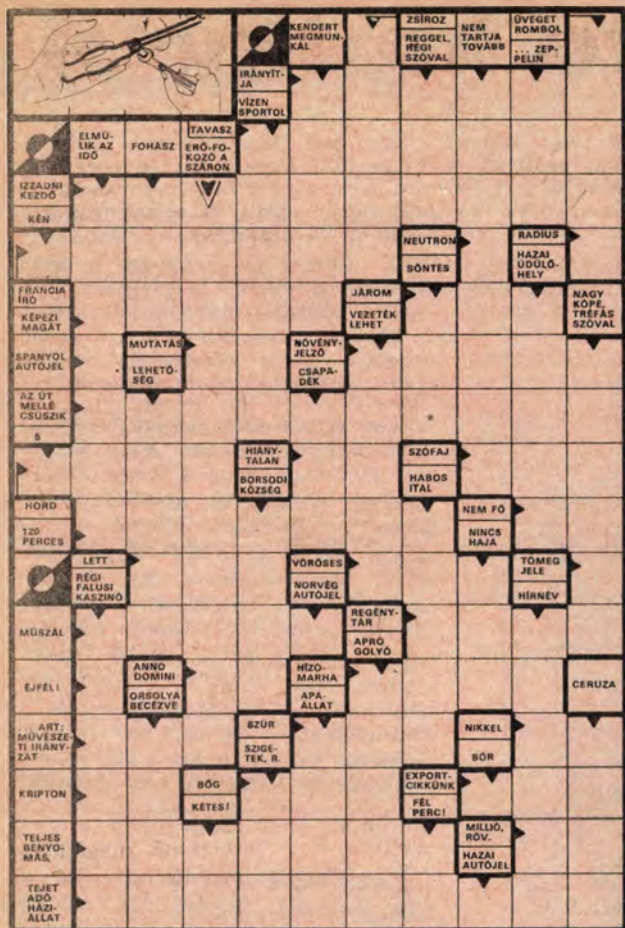 KENDERT
MEGMUN-
KÁL
ZSÍROZ
REGGEL,
RÉGI
SZÓVAL
NEM
TARTJA
TOVÁBB
ÜVEGET
ROMBOL
... ZEP-
PELIN
IRÁNYÍT-
JA
VÍZEN
SPORTOL
ELMÚ-
LIK AZ
IDŐ
FOHÁSZ
TAVASZ
ERŐ-FO-
KOZÓ A
SZÁRON
IZZADNI
KEZDŐ
KÉN
NEUTRON
SÖNTÉS
RADIUS
HAZAI
ÜDÜLŐ-
HELY
FRANCIA
ÍRÓ
KÉPEZI
MAGÁT
JÁROM
VEZETÉK
LEHET
NAGY
KÓPÉ,
TRÉFÁS
SZÓVAL
SPANYOL
AUTÓJEL
MUTATÁS
LEHETŐ-
SÉG
NÖVÉNY-
JELZŐ
CSAPA-
DÉK
AZ ÚT
MELLÉ
CSÚSZIK
5
HIÁNY-
TALAN
BORSODI
KÖZSÉG
SZÓFAJ
HABOS
ITAL
HORD
120
PERCES
NEM FŐ
NINCS
HAJA
LETT
RÉGI
FALUSI
KASZINÓ
VÖRÖSES
NORVÉG
AUTÓJEL
TÖMEG
JELE
HÍRNÉV
MŰSZÁL
REGÉNY-
TÁR
APRÓ
GOLYÓ
ÉJFÉL!
ANNO
DOMINI
ORSOLYA
BECÉZVE
HÍZÓ-
MARHA
APA-
ÁLLAT
CERUZA
... ART:
MŰVÉSZE-
TI IRÁNY-
ZAT
SZŰR
SZIGE-
TEK, R.
NIKKEL
BÓR
KRIPTON
BŐG
KÉTES!
EXPORT-
CIKKÜNK
FÉL
PERC!
TELJES
BENYO-
MÁS,
MILLIÓ,
RÖV.
HAZAI
AUTÓJEL
TEJET
ADÓ
HÁZI-
ÁLLAT